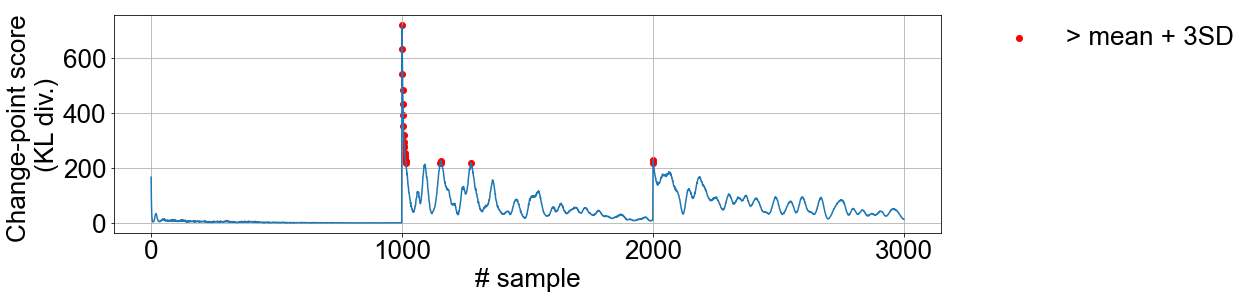 Change-point score
(KL div.)
600
400
200
0
0 1000 2000 3000
# sample
> mean + 3SD